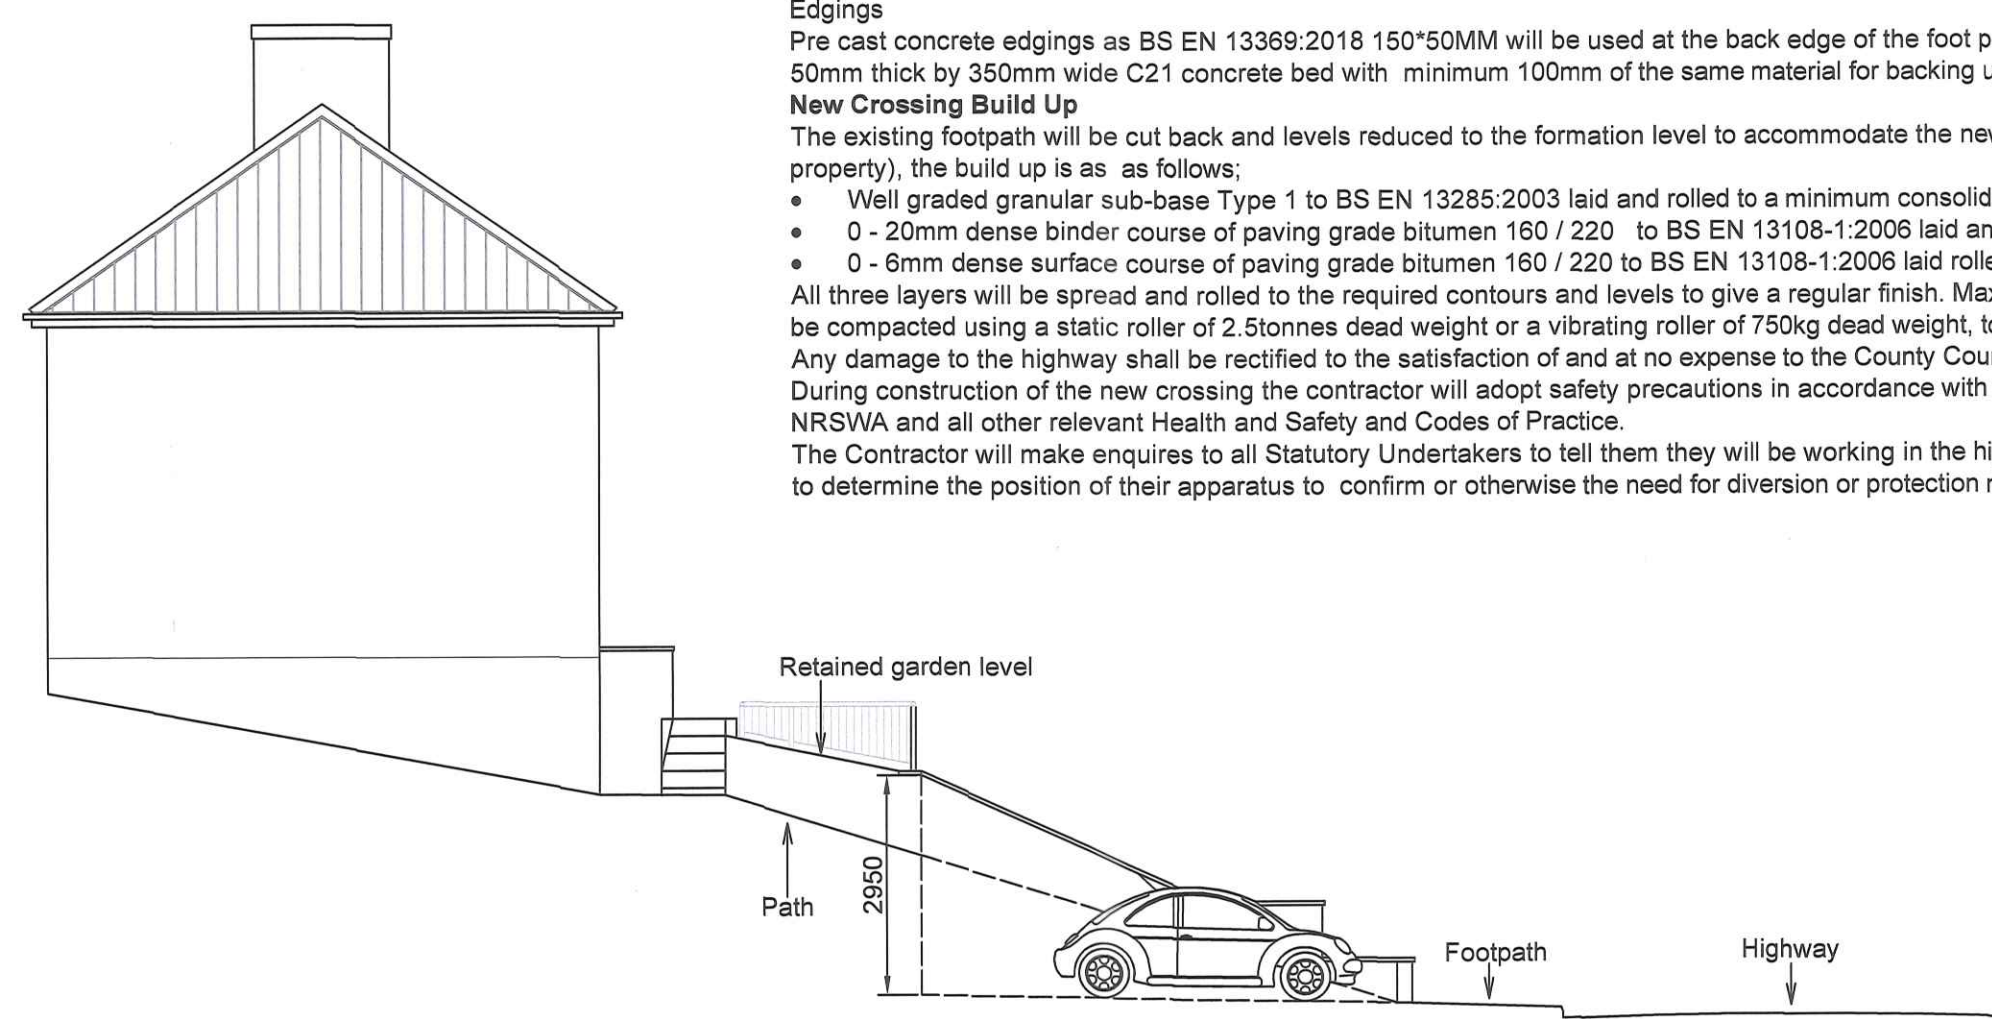 Edgings
Pre cast concrete edgings as BS EN 13369:2018 150*50MM will be used at the back edge of the foot p
50mm thick by 350mm wide C21 concrete bed with minimum 100mm of the same material for backing u
New Crossing Build Up
The existing footpath will be cut back and levels reduced to the formation level to accommodate the new
property), the build up is as as follows;
• Well graded granular sub-base Type 1 to BS EN 13285:2003 laid and rolled to a minimum consolid
• 0 - 20mm dense binder course of paving grade bitumen 160 / 220 to BS EN 13108-1:2006 laid an
• 0 - 6mm dense surface course of paving grade bitumen 160 / 220 to BS EN 13108-1:2006 laid rolle
All three layers will be spread and rolled to the required contours and levels to give a regular finish. Max
be compacted using a static roller of 2.5tonnes dead weight or a vibrating roller of 750kg dead weight, to
Any damage to the highway shall be rectified to the satisfaction of and at no expense to the County Cou
During construction of the new crossing the contractor will adopt safety precautions in accordance with
NRSWA and all other relevant Health and Safety and Codes of Practice.
The Contractor will make enquires to all Statutory Undertakers to tell them they will be working in the hi
to determine the position of their apparatus to confirm or otherwise the need for diversion or protection
Retained garden level
2950
Path
Footpath
Highway